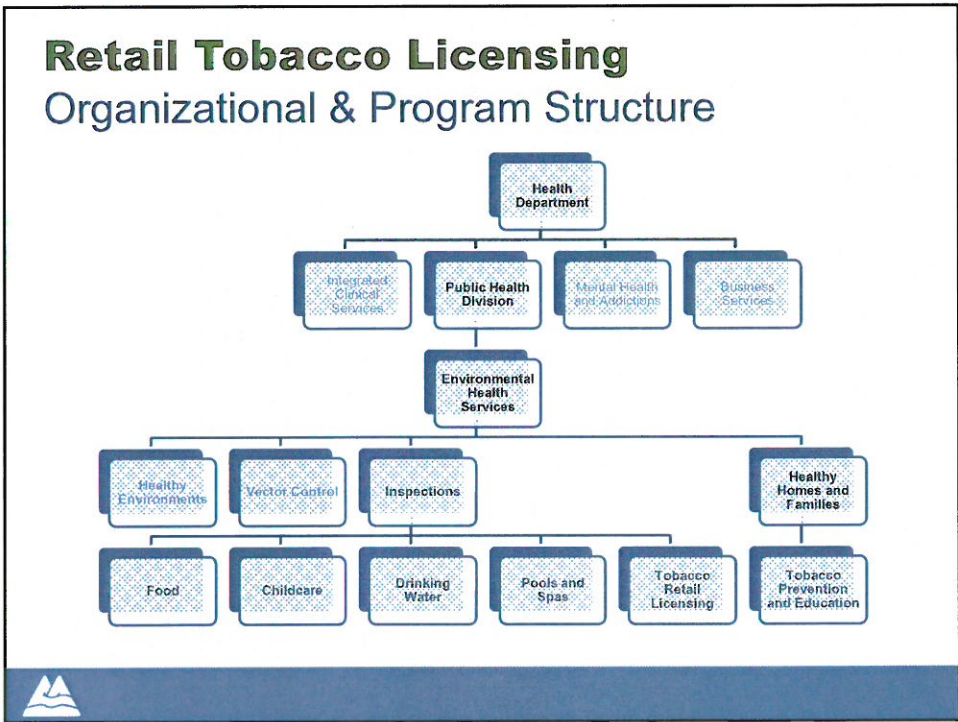 Retail Tobacco Licensing
Organizational & Program Structure
Health
Department
Integrated
Clinical
Services
Public Health
Division
Mental Health
and Addictions
Business
Services
Environmental
Health
Services
Healthy
Environments
Vector Control
Inspections
Healthy
Homes and
Families
Food
Childcare
Drinking
Water
Pools and
Spas
Tobacco
Retail
Licensing
Tobacco
Prevention
and Education